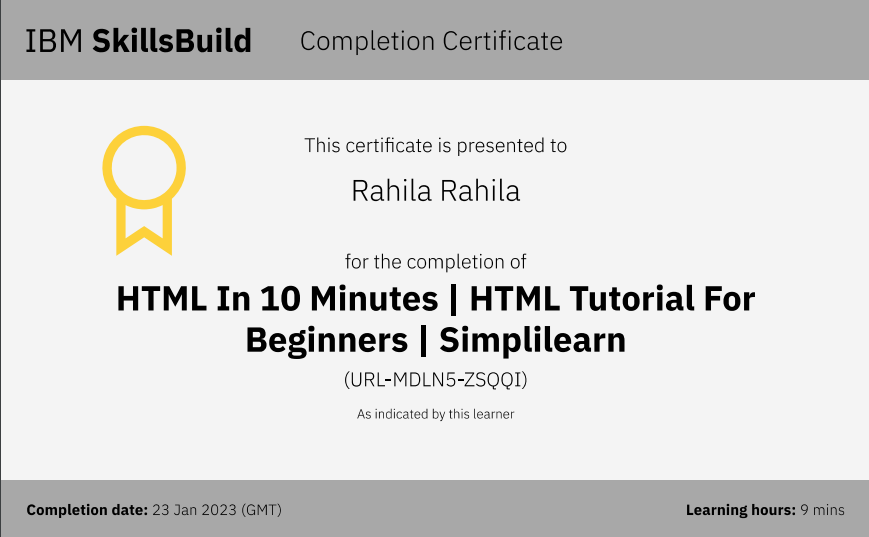 IBM SkillsBuild Completion Certificate
This certificate is presented to
Rahila Rahila
for the completion of
HTML In 10 Minutes | HTML Tutorial For
Beginners | Simplilearn
(URL-MDLN5-ZSQQI)
As indicated by this learner
Completion date: 23 Jan 2023 (GMT) Learning hours: 9 mins